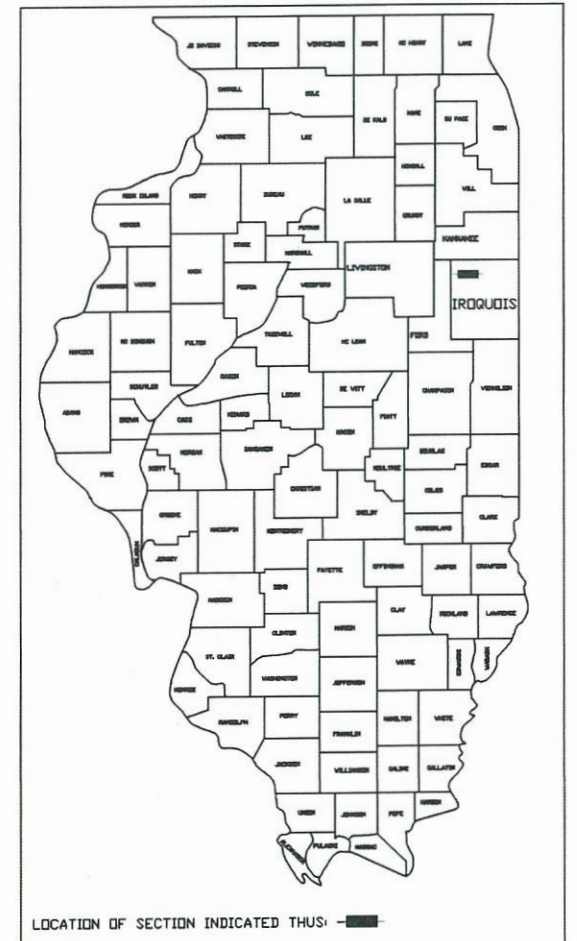 JO DAVIESS STEVENSON WINNEBAGO BOONE MC HENRY LAKE
CARROLL OGLE
DE KALB KANE DU PAGE COOK
WHITESIDE LEE
KENDALL
ROCK ISLAND HENRY BUREAU LA SALLE WILL
MERCER PUTNAM GRUNDY
STARK MARSHALL KANKAKEE
KNOX LIVINGSTON
HENDERSON WARREN PEORIA WOODFORD
IROQUOIS
HANCOCK MC DONOUGH FULTON TAZEWELL MC LEAN FORD
MASON
SCHUYLER LOGAN DE WITT CHAMPAIGN VERMILION
ADAMS BROWN CASS MENARD PIATT
MACON
MORGAN SANGAMON DOUGLAS
PIKE SCOTT MOULTRIE EDGAR
CHRISTIAN COLES
GREENE MACOUPIN SHELBY CLARK
MONTGOMERY CUMBERLAND
CALHOUN JERSEY FAYETTE EFFINGHAM JASPER CRAWFORD
BOND
MADISON CLAY RICHLAND LAWRENCE
CLINTON MARION
ST. CLAIR WAYNE EDWARDS WABASH
WASHINGTON JEFFERSON
MONROE
RANDOLPH PERRY HAMILTON WHITE
FRANKLIN
JACKSON WILLIAMSON SALINE GALLATIN
UNION JOHNSON POPE HARDIN
ALEXANDER PULASKI MASSAC
LOCATION OF SECTION INDICATED THUS: